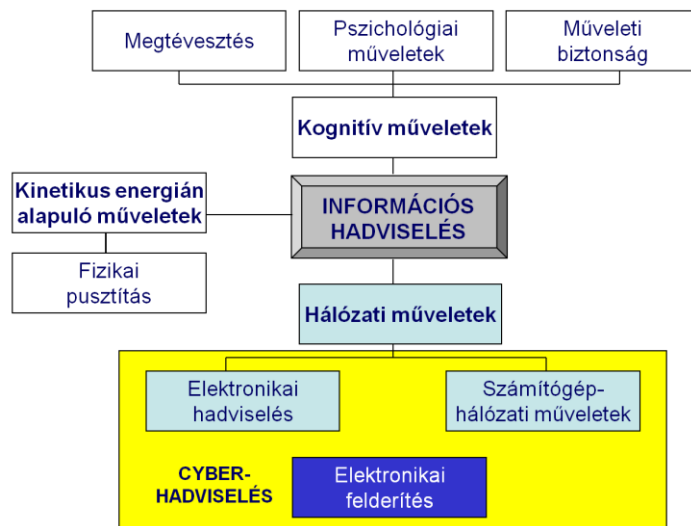 Megtévesztés
Pszichológiai
műveletek
Műveleti
biztonság
Kognitív műveletek
Kinetikus energián
alapuló műveletek
INFORMÁCIÓS
HADVISELÉS
Fizikai
pusztítás
Hálózati műveletek
Elektronikai
hadviselés
Számítógép-
hálózati műveletek
CYBER-
HADVISELÉS
Elektronikai
felderítés